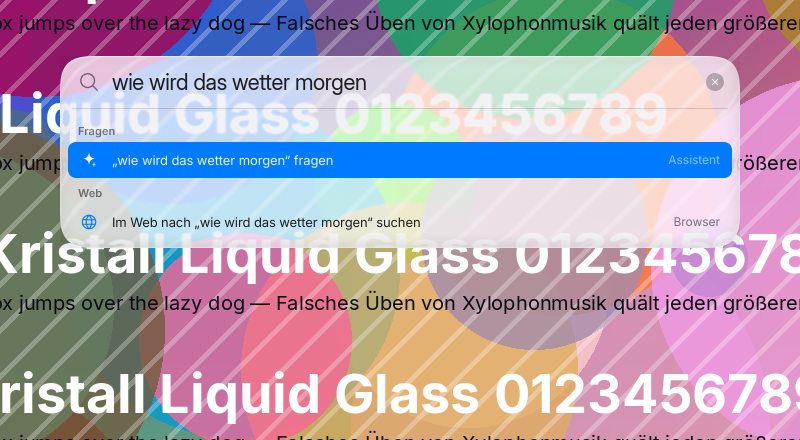 ox jumps over the lazy dog — Falsches Üben von Xylophonmusik quält jeden größeren
wie wird das wetter morgen
Liquid Glass 0123456789
Fragen
„wie wird das wetter morgen“ fragen
Assistent
Web
Im Web nach „wie wird das wetter morgen“ suchen
Browser
Kristall Liquid Glass 012345678
ox jumps over the lazy dog — Falsches Üben von Xylophonmusik quält jeden größeren
ristall Liquid Glass 0123456789